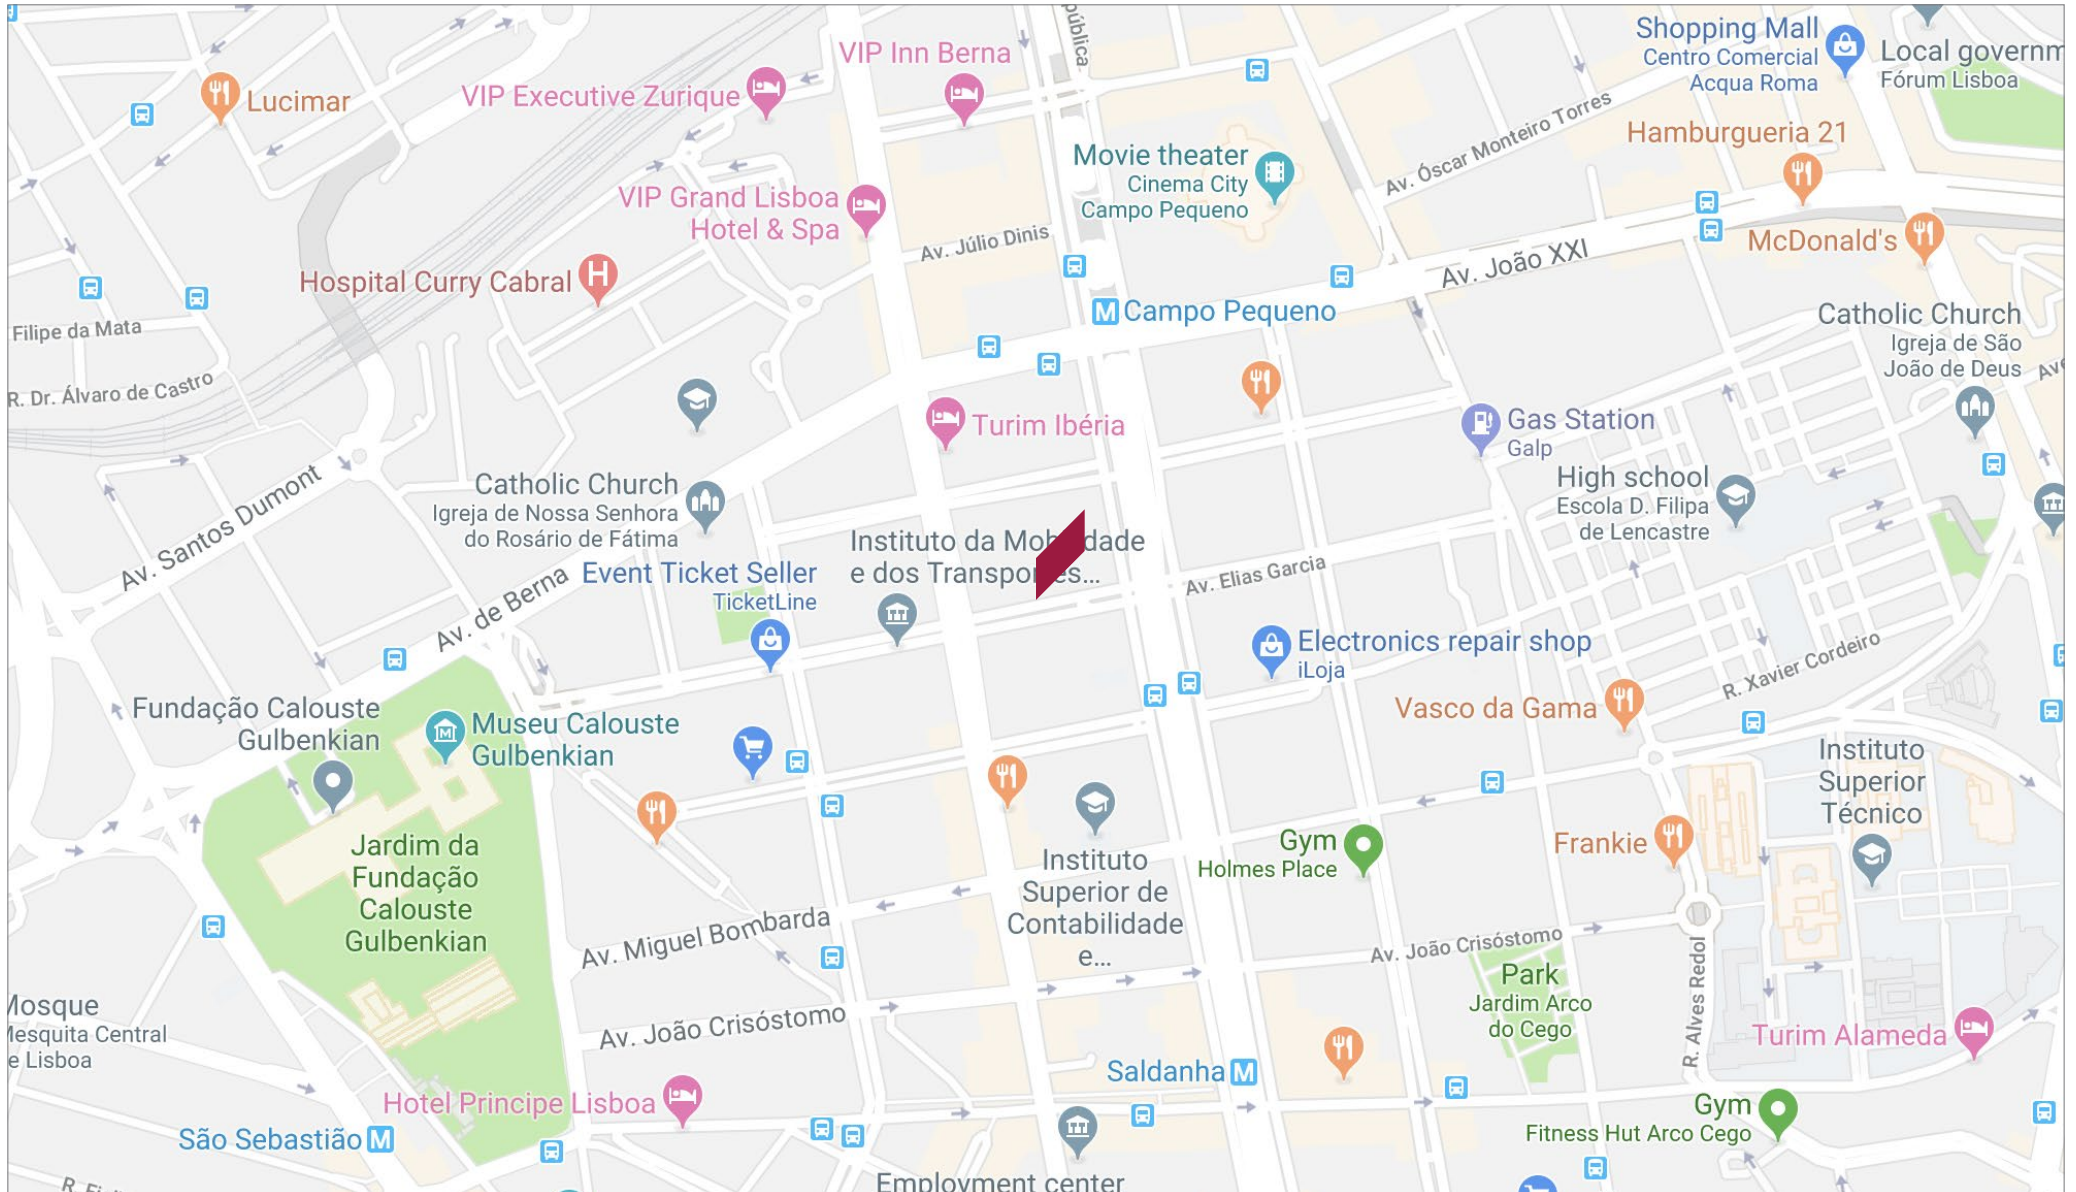 pública
VIP Inn Berna
Shopping Mall
Centro Comercial
Acqua Roma
Local governm
Fórum Lisboa
Lucimar
VIP Executive Zurique
Av. Óscar Monteiro Torres
Hamburgueria 21
Movie theater
Cinema City
Campo Pequeno
VIP Grand Lisboa
Hotel & Spa
Av. Júlio Dinis
Av. João XXI
McDonald's
Hospital Curry Cabral
H
M Campo Pequeno
Filipe da Mata
Catholic Church
Igreja de São
João de Deus
Ave
R. Dr. Álvaro de Castro
Turim Ibéria
Gas Station
Galp
Av. Santos Dumont
Catholic Church
Igreja de Nossa Senhora
do Rosário de Fátima
High school
Escola D. Filipa
de Lencastre
Instituto da Mob dade
e dos Transpor es...
Event Ticket Seller
TicketLine
Av. Elias Garcia
Av. de Berna
Electronics repair shop
iLoja
R. Xavier Cordeiro
Fundação Calouste
Gulbenkian
M
Museu Calouste
Gulbenkian
Vasco da Gama
Instituto
Superior
Técnico
Jardim da
Fundação
Calouste
Gulbenkian
Gym
Holmes Place
Frankie
Instituto
Superior de
Contabilidade
e...
Av. Miguel Bombarda
Av. João Crisóstomo
Park
Jardim Arco
do Cego
R. Alves Redol
Mosque
Mesquita Central
e Lisboa
Av. João Crisóstomo
Turim Alameda
Saldanha M
Hotel Principe Lisboa
Gym
Fitness Hut Arco Cego
São Sebastião M
Employment center